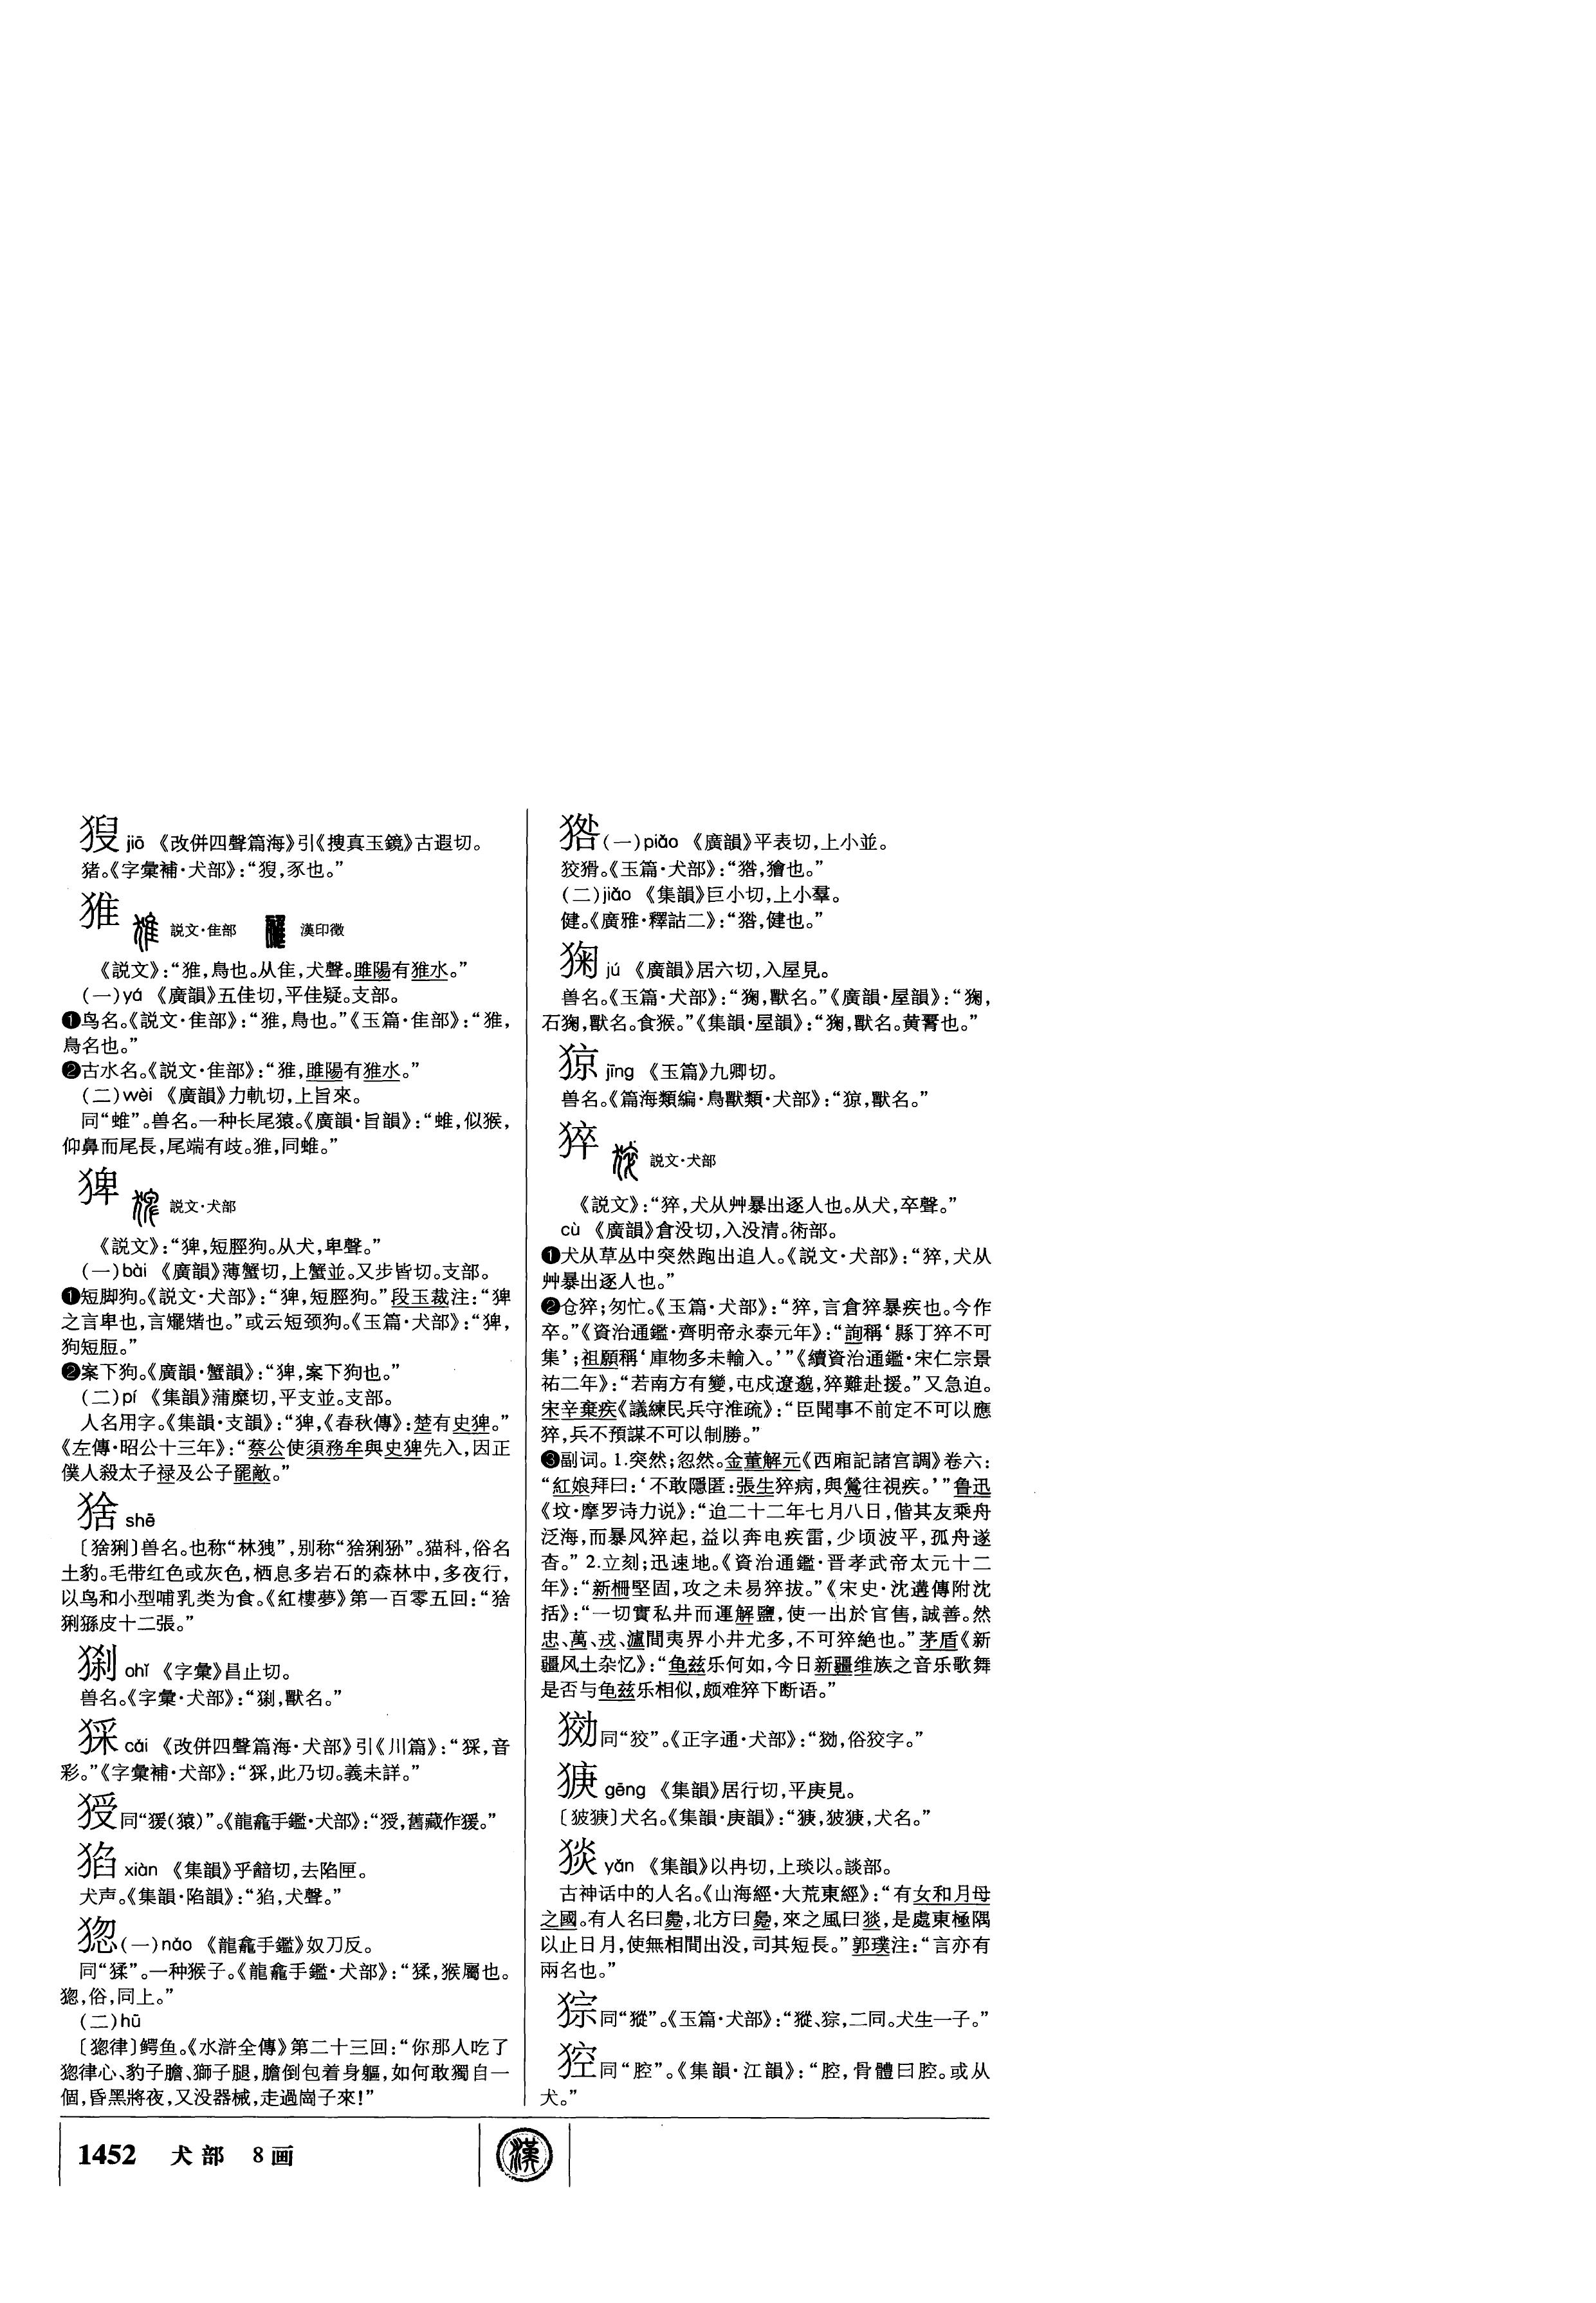 jiā 《改併四聲篇海》引《搜真玉鏡》古遐切。
猪。《字彙補·犬部》：“，豕也。”
猚
説文·隹部 漢印徵
《説文》：“猚，鳥也。从隹，犬聲。雎陽有猚水。”
(一)yá 《廣韻》五佳切，平佳疑。支部。
❶鸟名。《説文·隹部》：“猚，鳥也。”《玉篇·隹部》：“猚，
鳥名也。”
❷古水名。《説文·隹部》：“猚，雎陽有猚水。”
(二)wèi 《廣韻》力軌切，上旨來。
同“蜼”。兽名。一种长尾猿。《廣韻·旨韻》：“蜼，似猴，
仰鼻而尾長，尾端有歧。猚，同蜼。”
猈
説文·犬部
《説文》：“猈，短脛狗。从犬，卑聲。”
(一)bài 《廣韻》薄蟹切，上蟹並。又步皆切。支部。
❶短脚狗。《説文·犬部》：“猈，短脛狗。”段玉裁注：“猈
之言卑也，言也。”或云短颈狗。《玉篇·犬部》：“猈，
狗短脰。”
❷案下狗。《廣韻·蟹韻》：“猈，案下狗也。”
(二)pí 《集韻》蒲糜切，平支並。支部。
人名用字。《集韻·支韻》：“猈，《春秋傳》：楚有史猈。”
《左傳·昭公十三年》：“蔡公使須務牟與史猈先入，因正
僕人殺太子禄及公子罷敵。”
猞 shē
〔猞猁〕兽名。也称“林㹭”，别称“猞猁狲”。猫科，俗名
土豹。毛带红色或灰色，栖息多岩石的森林中，多夜行，
以鸟和小型哺乳类为食。《紅樓夢》第一百零五回：“猞
猁猻皮十二張。”
chǐ 《字彙》昌止切。
兽名。《字彙·犬部》：“，獸名。”
猜 cǎi 《改併四聲篇海·犬部》引《川篇》：“，音
彩。”《字彙補·犬部》：“，此乃切。義未詳。”
同“猨(猿)”。《龍龕手鑑·犬部》：“，舊藏作猨。”
猲 xiàn 《集韻》乎韽切，去陷匣。
犬声。《集韻·陷韻》：“，犬聲。”
(一)náo 《龍龕手鑑》奴刀反。
同“猱”。一种猴子。《龍龕手鑑·犬部》：“猱，猴屬也。
，俗，同上。”
(二)hū
〔律〕鳄鱼。《水滸全傳》第二十三回：“你那人吃了
律心、豹子膽、獅子腿，膽倒包着身軀，如何敢獨自一
個，昏黑將夜，又没器械，走過崗子來！”
(一)piǎo 《廣韻》平表切，上小並。
狡猾。《玉篇·犬部》：“，獪也。”
(二)jiǎo 《集韻》巨小切，上小羣。
健。《廣雅·釋詁二》：“，健也。”
㹼 jú 《廣韻》居六切，入屋見。
兽名。《玉篇·犬部》：“，獸名。”《廣韻·屋韻》：“，
石，獸名。食猴。”《集韻·屋韻》：“，獸名。黄也。”
猄 jīng 《玉篇》九卿切。
兽名。《篇海類編·鳥獸類·犬部》：“猄，獸名。”
猝
説文·犬部
《説文》：“猝，犬从艸暴出逐人也。从犬，卒聲。”
cù 《廣韻》倉没切，入没清。術部。
❶犬从草丛中突然跑出追人。《説文·犬部》：“猝，犬从
艸暴出逐人也。”
❷仓猝；匆忙。《玉篇·犬部》：“猝，言倉猝暴疾也。今作
卒。”《資治通鑑·齊明帝永泰元年》：“詢稱‘縣丁猝不可
集’；祖願稱‘庫物多未輸入。’”《續資治通鑑·宋仁宗景
祐二年》：“若南方有變，屯戍遼邈，猝難赴援。”又急迫。
宋辛棄疾《議練民兵守淮疏》：“臣聞事不前定不可以應
猝，兵不預謀不可以制勝。”
❸副词。1.突然；忽然。金董解元《西廂記諸宫調》卷六：
“紅娘拜曰：‘不敢隱匿：張生猝病，與鶯往視疾。’”鲁迅
《坟·摩罗诗力说》：“迨二十二年七月八日，偕其友乘舟
泛海，而暴风猝起，益以奔电疾雷，少顷波平，孤舟遂
杳。” 2.立刻；迅速地。《資治通鑑·晋孝武帝太元十二
年》：“新栅堅固，攻之未易猝拔。”《宋史·沈遘傳附沈
括》：“一切實私井而運解鹽，使一出於官售，誠善。然
忠、萬、戎、瀘間夷界小井尤多，不可猝絶也。”茅盾《新
疆风土杂忆》：“龟兹乐何如，今日新疆维族之音乐歌舞
是否与龟兹乐相似，颇难猝下断语。”
同“狡”。《正字通·犬部》：“，俗狡字。”
gēng 《集韻》居行切，平庚見。
〔狓〕犬名。《集韻·庚韻》：“，狓，犬名。”
㷋 yǎn 《集韻》以冉切，上琰以。談部。
古神话中的人名。《山海經·大荒東經》：“有女和月母
之國。有人名曰鳧，北方曰鳧，來之風曰㹵，是處東極隅
以止日月，使無相間出没，司其短長。”郭璞注：“言亦有
兩名也。”
猔同“猣”。《玉篇·犬部》：“、猔，二同。犬生一子。”
同“腔”。《集韻·江韻》：“腔，骨體曰腔。或从
犬。”
1452 犬部 8画
漢